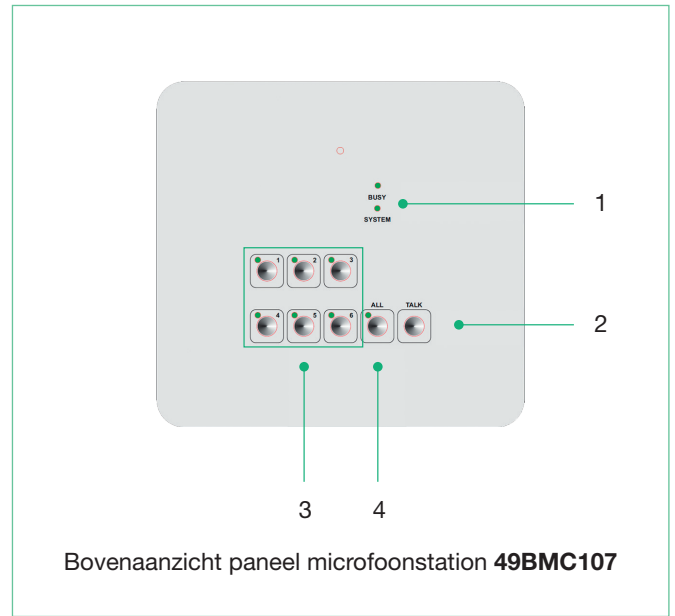 BUSY
SYSTEM
1
1 2 3
ALL TALK
4 5 6
2
3 4
Bovenaanzicht paneel microfoonstation 49BMC107